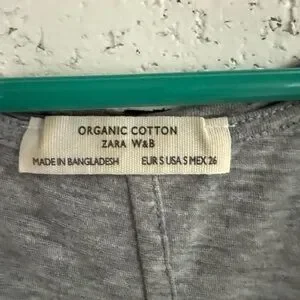 ORGANIC COTTON
ZARA W&B
MADE IN BANGLADESH EUR S USA S MEX 26